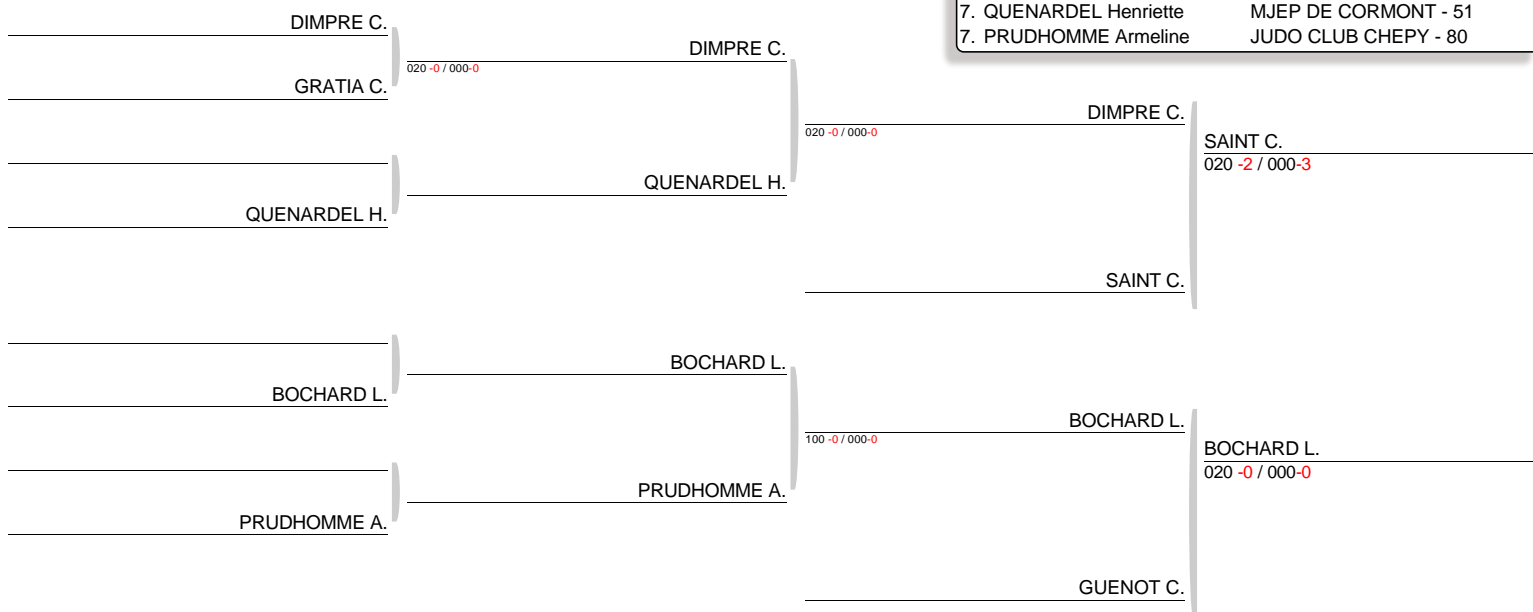 7. QUENARDEL Henriette MJEP DE CORMONT - 51
7. PRUDHOMME Armeline JUDO CLUB CHEPY - 80
DIMPRE C.
GRATIA C.
QUENARDEL H.
BOCHARD L.
PRUDHOMME A.
DIMPRE C.
020 -0 / 000-0
QUENARDEL H.
BOCHARD L.
PRUDHOMME A.
DIMPRE C.
020 -0 / 000-0
SAINT C.
BOCHARD L.
100 -0 / 000-0
GUENOT C.
SAINT C.
020 -2 / 000-3
BOCHARD L.
020 -0 / 000-0